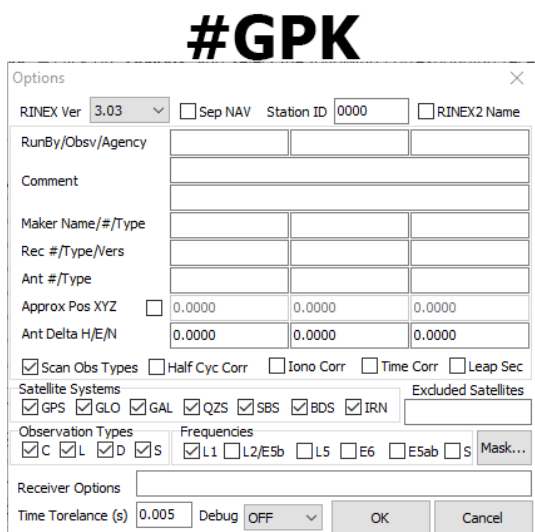 #GPK
Options
RINEX Ver 3.03 Sep NAV Station ID 0000 RINEX2 Name
RunBy/Obsv/Agency
Comment
Maker Name/#/Type
Rec #/Type/Vers
Ant #/Type
Approx Pos XYZ 0.0000 0.0000 0.0000
Ant Delta H/E/N 0.0000 0.0000 0.0000
Scan Obs Types Half Cyc Corr Iono Corr Time Corr Leap Sec
Satellite Systems Excluded Satellites
GPS GLO GAL QZS SBS BDS IRN
Observation Types Frequencies
C L D S L1 L2/E5b L5 E6 E5ab S Mask...
Receiver Options
Time Torelance (s) 0.005 Debug OFF OK Cancel